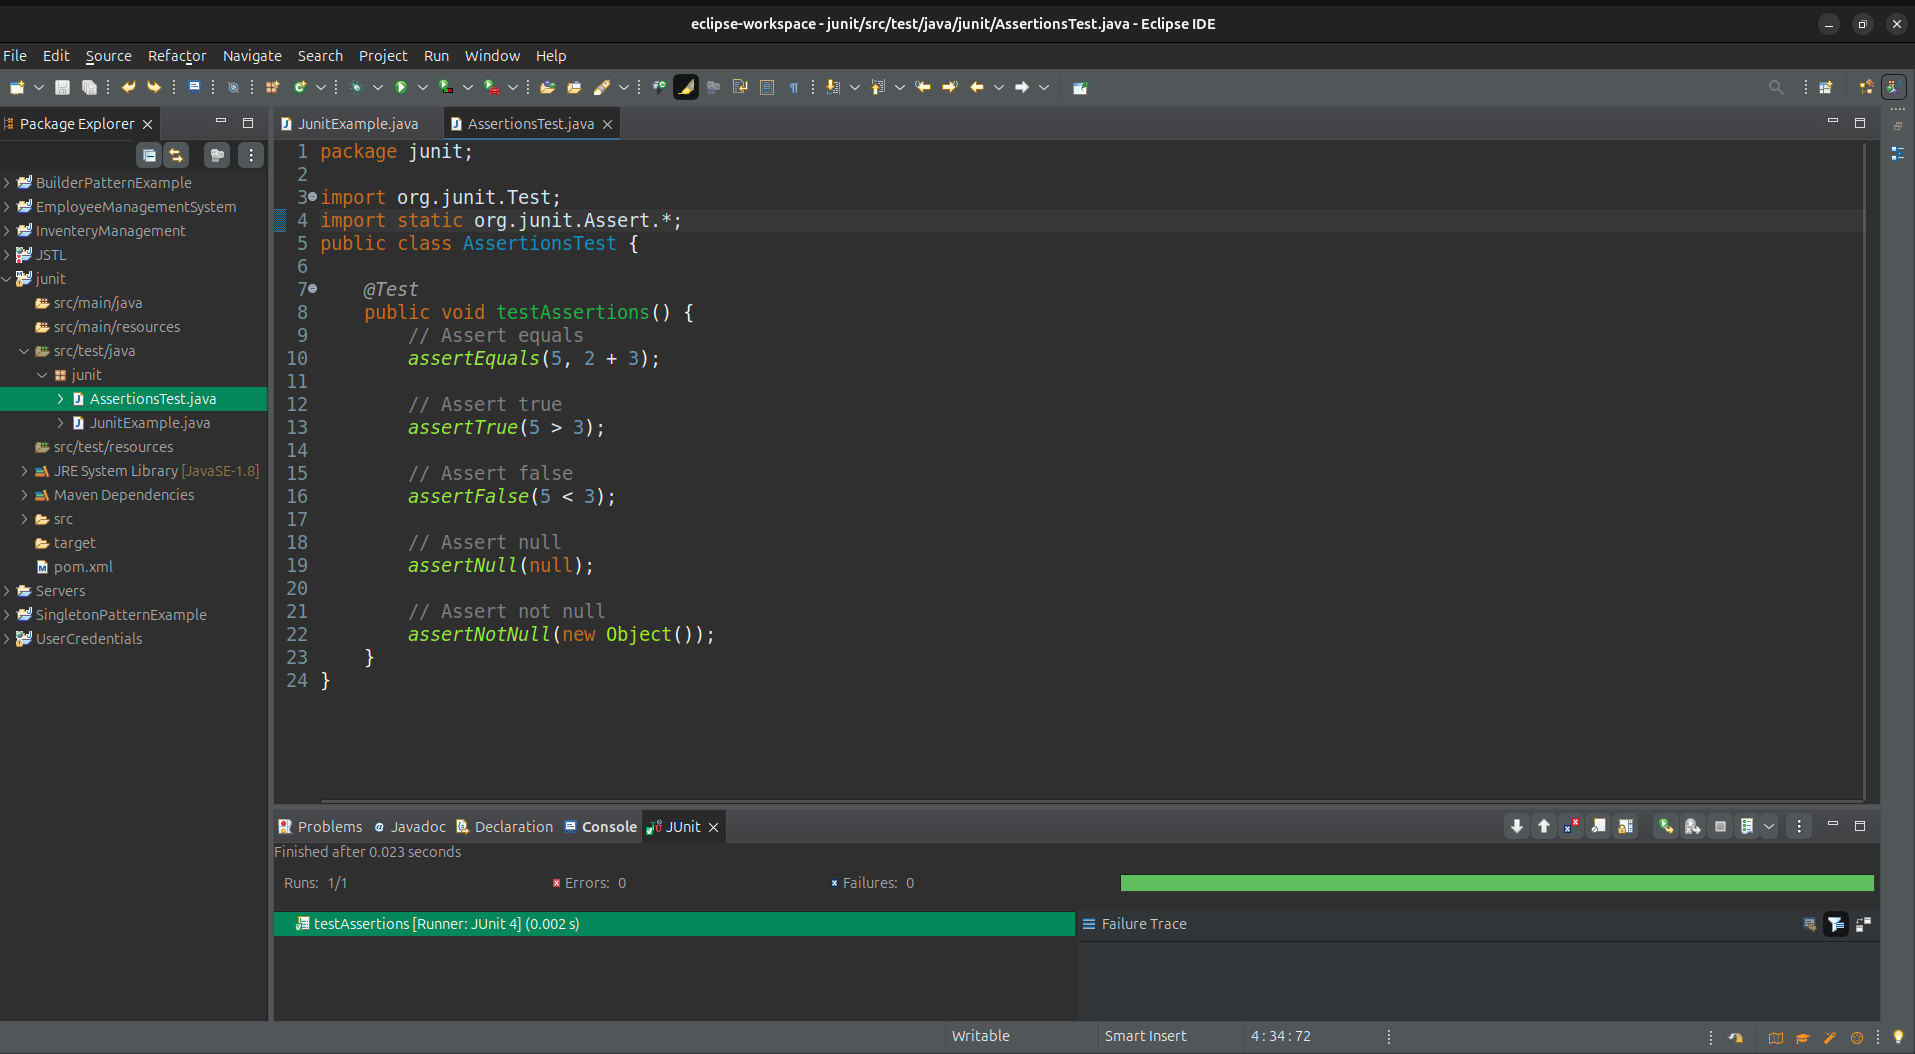 eclipse-workspace - junit/src/test/java/junit/AssertionsTest.java - Eclipse IDE
File Edit Source Refactor Navigate Search Project Run Window Help
Package Explorer
BuilderPatternExample
EmployeeManagementSystem
InventeryManagement
JSTL
junit
src/main/java
src/main/resources
src/test/java
junit
AssertionsTest.java
JunitExample.java
src/test/resources
JRE System Library [JavaSE-1.8]
Maven Dependencies
src
target
pom.xml
Servers
SingletonPatternExample
UserCredentials
JunitExample.java AssertionsTest.java
1 package junit;
2
3 import org.junit.Test;
4 import static org.junit.Assert.*;
5 public class AssertionsTest {
6
7 @Test
8 public void testAssertions() {
9 // Assert equals
10 assertEquals(5, 2 + 3);
11
12 // Assert true
13 assertTrue(5 > 3);
14
15 // Assert false
16 assertFalse(5 < 3);
17
18 // Assert null
19 assertNull(null);
20
21 // Assert not null
22 assertNotNull(new Object());
23 }
24 }
Problems Javadoc Declaration Console JUnit
Finished after 0.023 seconds
Runs: 1/1 Errors: 0 Failures: 0
testAssertions [Runner: JUnit 4] (0.002 s)
Failure Trace
Writable Smart Insert 4 : 34 : 72